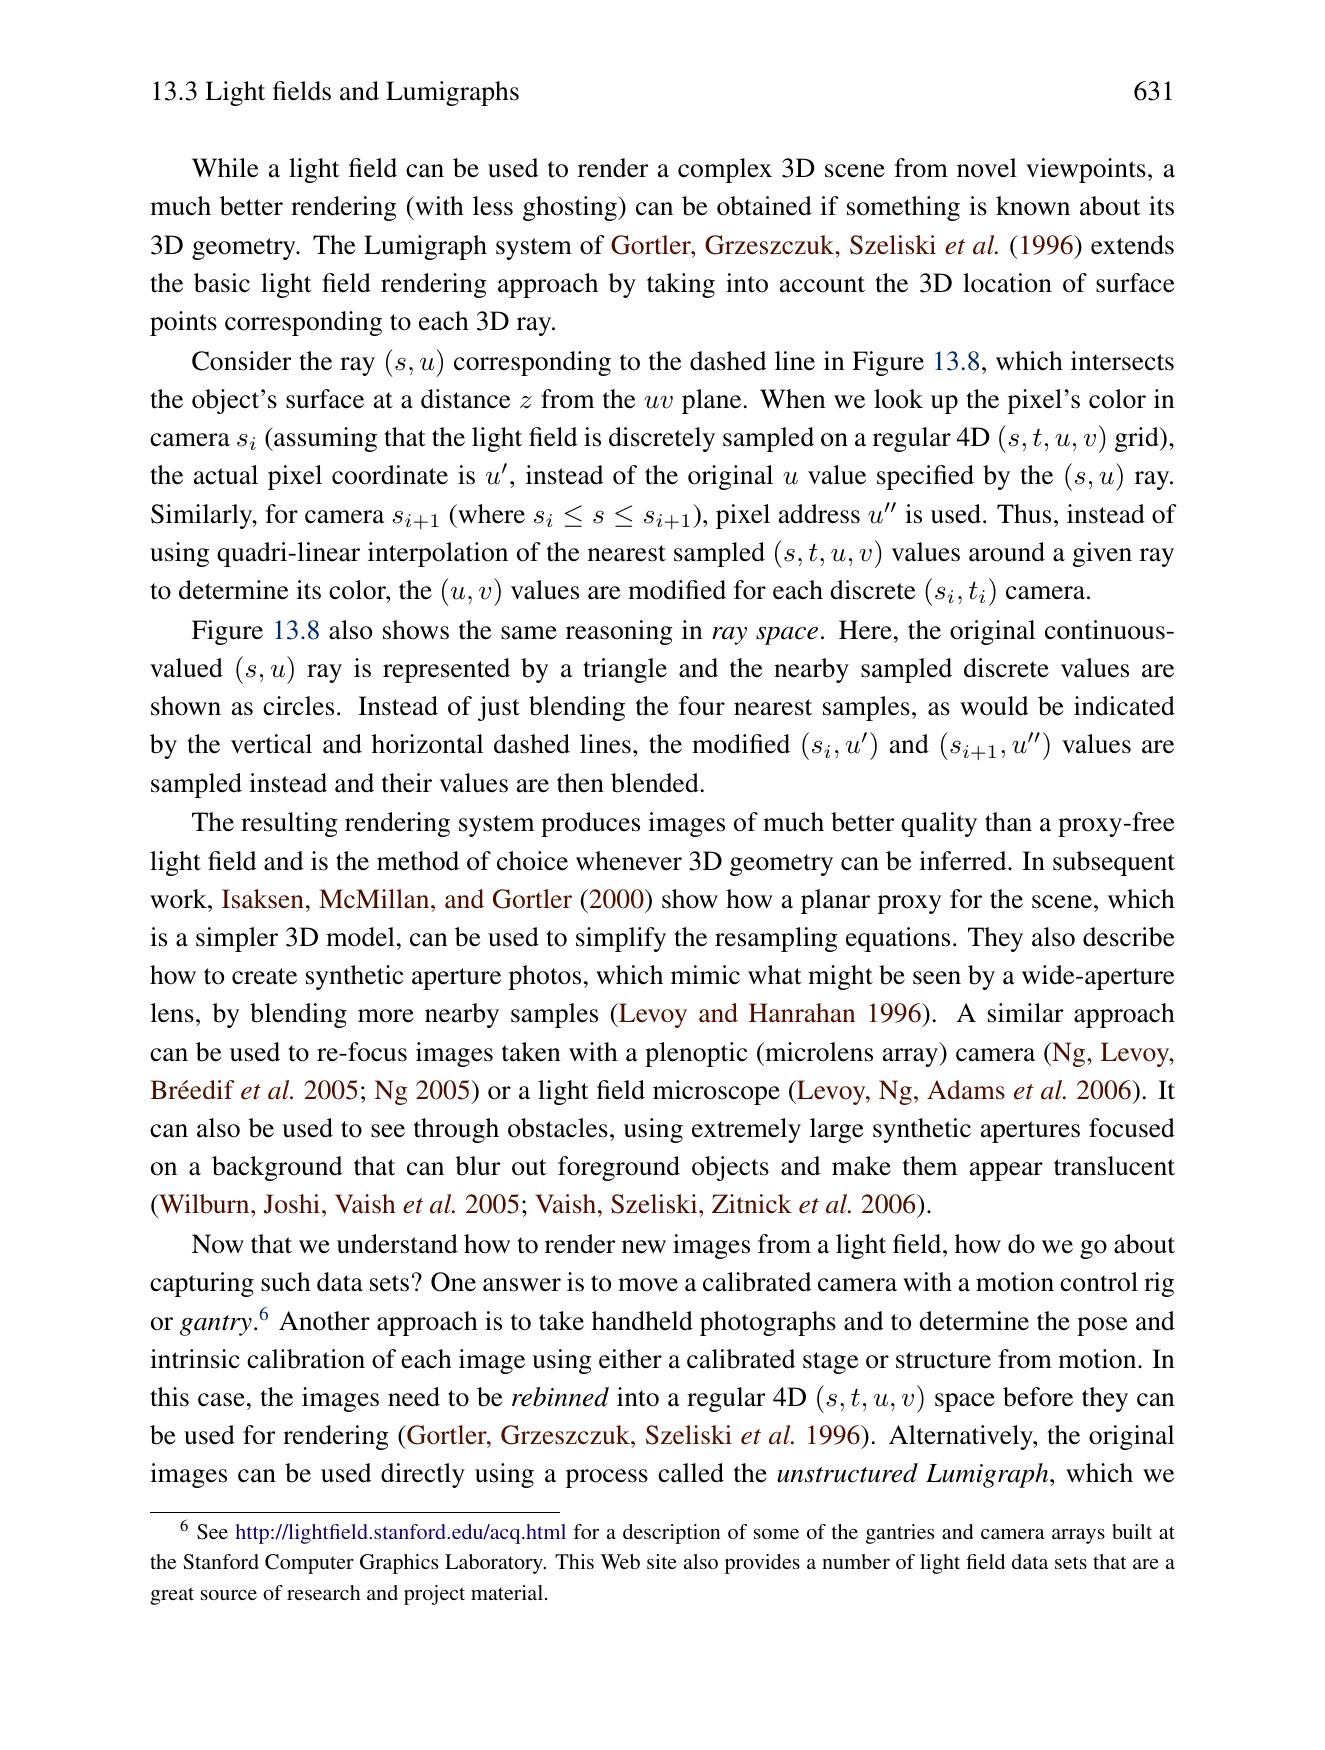 13.3 Light fields and Lumigraphs 631
While a light field can be used to render a complex 3D scene from novel viewpoints, a
much better rendering (with less ghosting) can be obtained if something is known about its
3D geometry. The Lumigraph system of Gortler, Grzeszczuk, Szeliski et al. (1996) extends
the basic light field rendering approach by taking into account the 3D location of surface
points corresponding to each 3D ray.
Consider the ray (s, u) corresponding to the dashed line in Figure 13.8, which intersects
the object's surface at a distance z from the uv plane. When we look up the pixel's color in
camera sᵢ (assuming that the light field is discretely sampled on a regular 4D (s, t, u, v) grid),
the actual pixel coordinate is u′, instead of the original u value specified by the (s, u) ray.
Similarly, for camera sᵢ₊₁ (where sᵢ ≤ s ≤ sᵢ₊₁), pixel address u′′ is used. Thus, instead of
using quadri-linear interpolation of the nearest sampled (s, t, u, v) values around a given ray
to determine its color, the (u, v) values are modified for each discrete (sᵢ, tᵢ) camera.
Figure 13.8 also shows the same reasoning in ray space. Here, the original continuous-
valued (s, u) ray is represented by a triangle and the nearby sampled discrete values are
shown as circles. Instead of just blending the four nearest samples, as would be indicated
by the vertical and horizontal dashed lines, the modified (sᵢ, u′) and (sᵢ₊₁, u′′) values are
sampled instead and their values are then blended.
The resulting rendering system produces images of much better quality than a proxy-free
light field and is the method of choice whenever 3D geometry can be inferred. In subsequent
work, Isaksen, McMillan, and Gortler (2000) show how a planar proxy for the scene, which
is a simpler 3D model, can be used to simplify the resampling equations. They also describe
how to create synthetic aperture photos, which mimic what might be seen by a wide-aperture
lens, by blending more nearby samples (Levoy and Hanrahan 1996). A similar approach
can be used to re-focus images taken with a plenoptic (microlens array) camera (Ng, Levoy,
Bréedif et al. 2005; Ng 2005) or a light field microscope (Levoy, Ng, Adams et al. 2006). It
can also be used to see through obstacles, using extremely large synthetic apertures focused
on a background that can blur out foreground objects and make them appear translucent
(Wilburn, Joshi, Vaish et al. 2005; Vaish, Szeliski, Zitnick et al. 2006).
Now that we understand how to render new images from a light field, how do we go about
capturing such data sets? One answer is to move a calibrated camera with a motion control rig
or gantry.⁶ Another approach is to take handheld photographs and to determine the pose and
intrinsic calibration of each image using either a calibrated stage or structure from motion. In
this case, the images need to be rebinned into a regular 4D (s, t, u, v) space before they can
be used for rendering (Gortler, Grzeszczuk, Szeliski et al. 1996). Alternatively, the original
images can be used directly using a process called the unstructured Lumigraph, which we
⁶ See http://lightfield.stanford.edu/acq.html for a description of some of the gantries and camera arrays built at
the Stanford Computer Graphics Laboratory. This Web site also provides a number of light field data sets that are a
great source of research and project material.